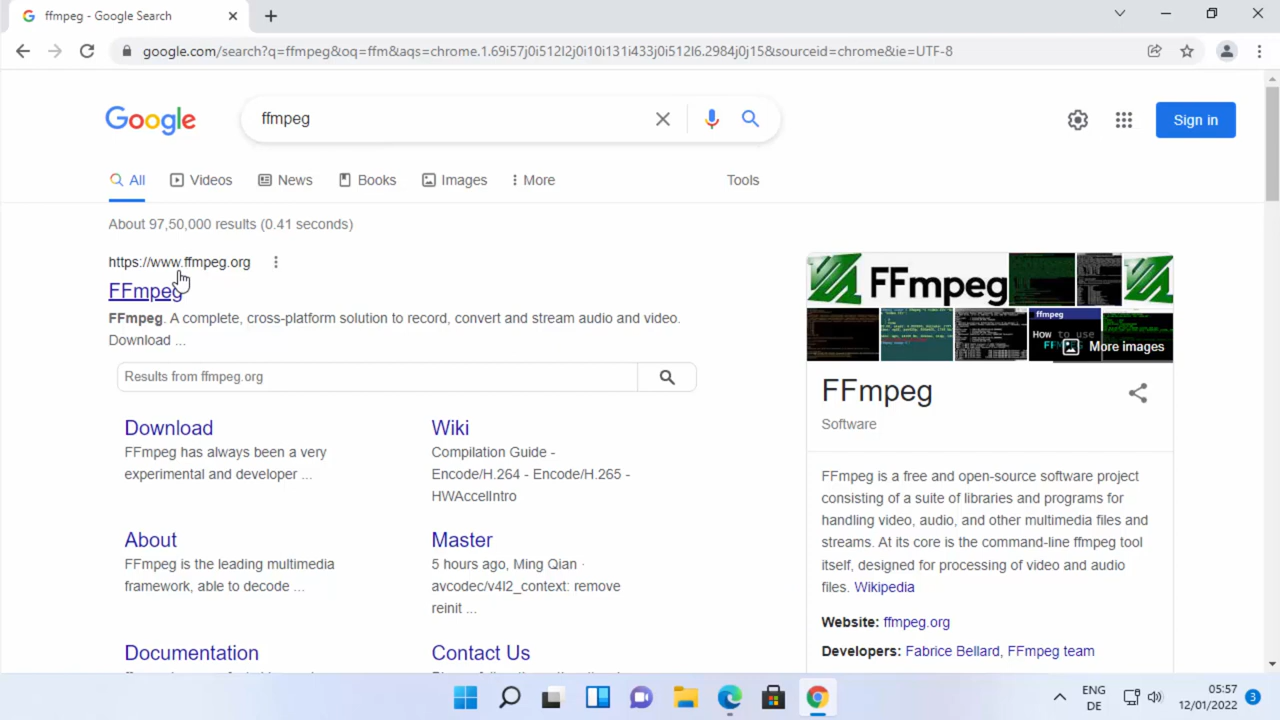 ffmpeg - Google Search
google.com/search?q=ffmpeg&oq=ffm&aqs=chrome.1.69i57j0i512l2j0i10i131i433j0i512l6.2984j0j15&sourceid=chrome&ie=UTF-8
Google
ffmpeg
Sign in
All
Videos
News
Books
Images
More
Tools
About 97,50,000 results (0.41 seconds)
https://www.ffmpeg.org
FFmpeg
FFmpeg. A complete, cross-platform solution to record, convert and stream audio and video.
Download ...
Results from ffmpeg.org
Download
FFmpeg has always been a very
experimental and developer ...
Wiki
Compilation Guide -
Encode/H.264 - Encode/H.265 -
HWAccelIntro
About
FFmpeg is the leading multimedia
framework, able to decode ...
Master
5 hours ago, Ming Qian ·
avcodec/v4l2_context: remove
reinit ...
Documentation
Contact Us
FFmpeg
ffmpeg
How to use
More images
FFmpeg
Software
FFmpeg is a free and open-source software project
consisting of a suite of libraries and programs for
handling video, audio, and other multimedia files and
streams. At its core is the command-line ffmpeg tool
itself, designed for processing of video and audio
files. Wikipedia
Website: ffmpeg.org
Developers: Fabrice Bellard, FFmpeg team
ENG
DE
05:57
12/01/2022
3